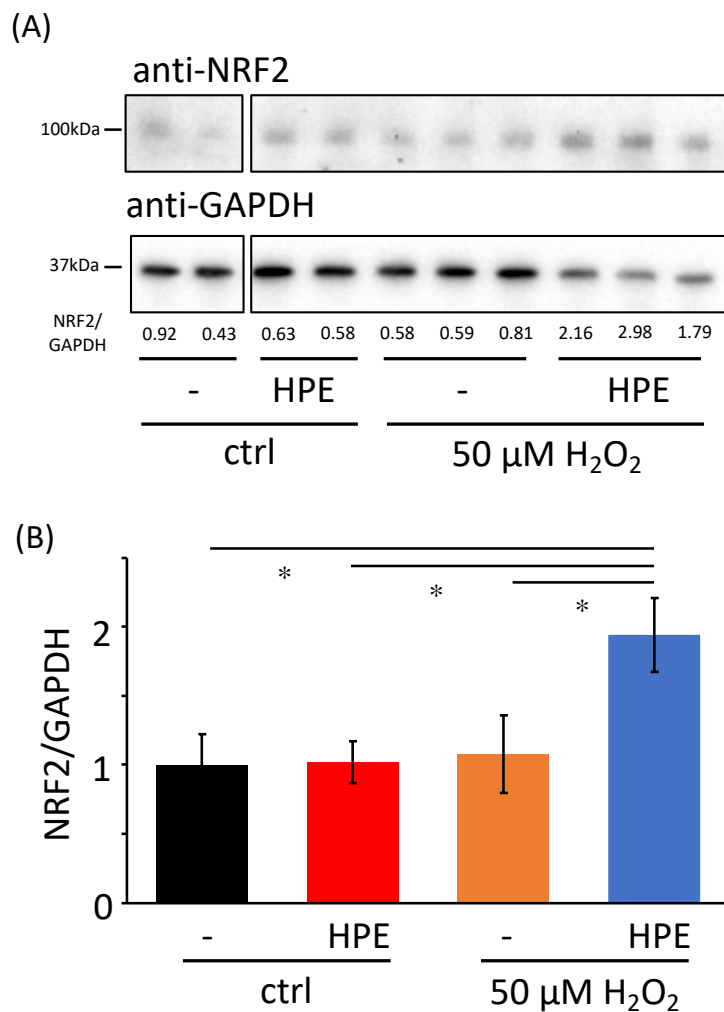 (A)
anti-NRF2
100kDa
anti-GAPDH
37kDa
NRF2/
GAPDH
0.92 0.43 0.63 0.58 0.58 0.59 0.81 2.16 2.98 1.79
- HPE - HPE
ctrl 50 µM H₂O₂
(B)
* * *
NRF2/GAPDH
2
1
0
- HPE - HPE
ctrl 50 µM H₂O₂